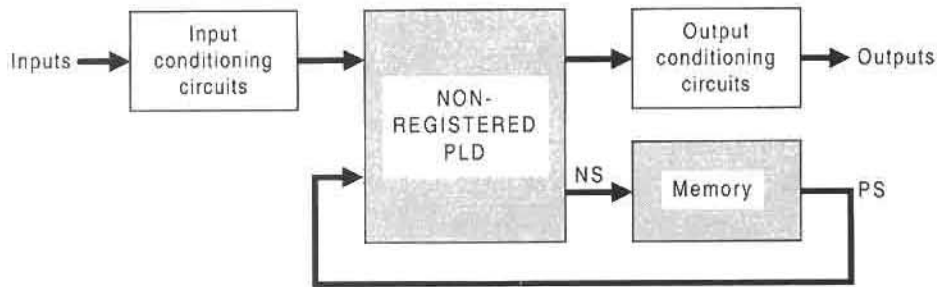 Inputs
Input
conditioning
circuits
NON-
REGISTERED
PLD
Output
conditioning
circuits
Outputs
NS
Memory
PS